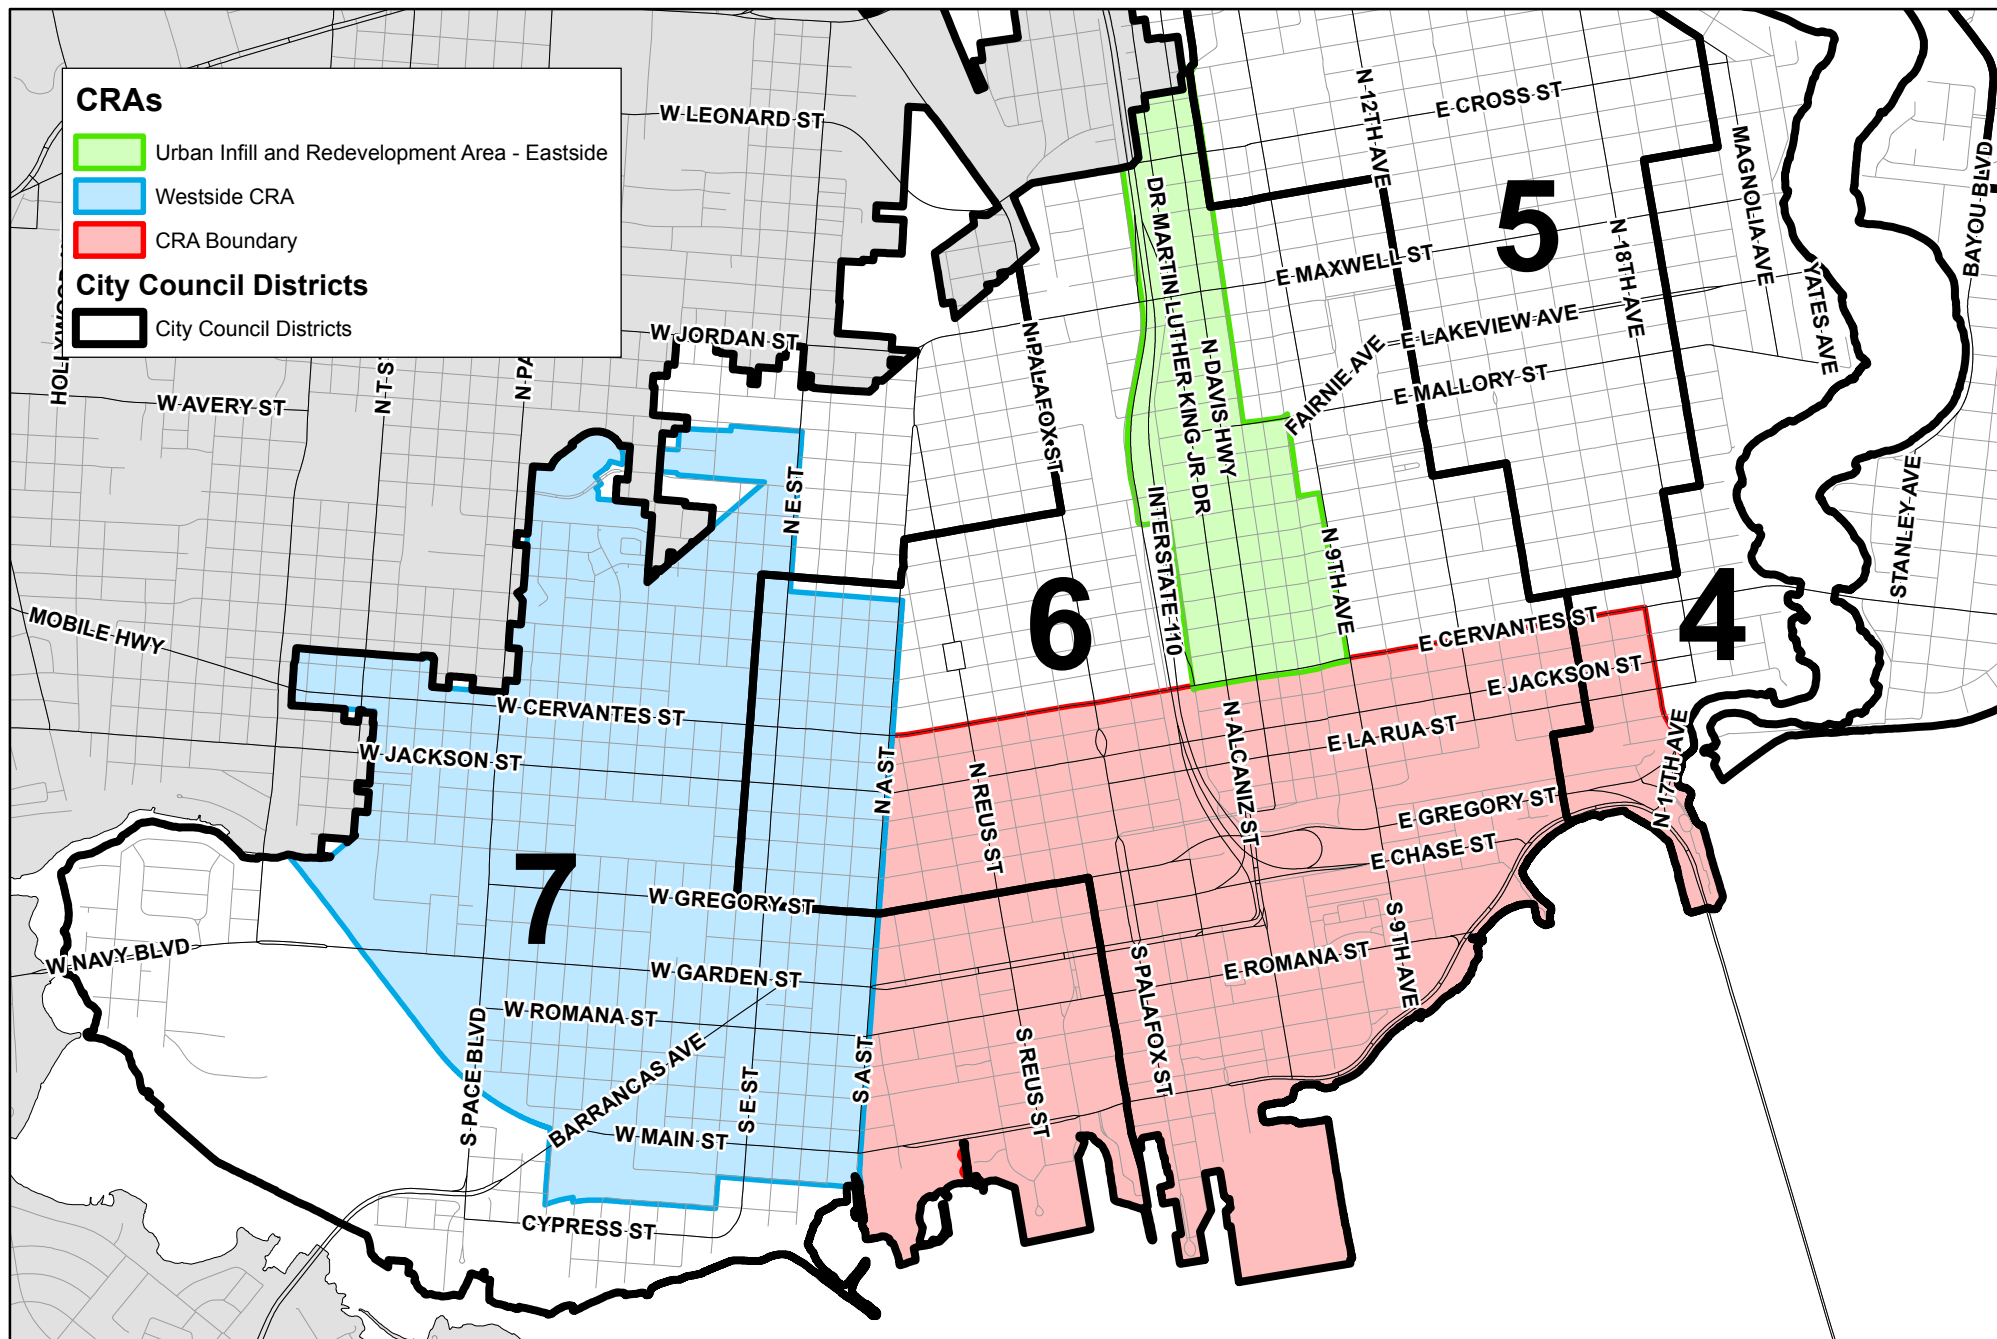 CRAs
Urban Infill and Redevelopment Area - Eastside
Westside CRA
CRA Boundary
City Council Districts
City Council Districts
W LEONARD ST
N 12TH AVE
E CROSS ST
MAGNOLIA AVE
BAYOU BLVD
DR MARTIN LUTHER KING JR DR
5
N 18TH AVE
E MAXWELL ST
YATES AVE
W JORDAN ST
N PALAFOX ST
N DAVIS HWY
E LAKEVIEW AVE
FAIRNIE AVE
E MALLORY ST
W AVERY ST
N T S
N PA
N E ST
INTERSTATE 110
STANLEY AVE
N 9TH AVE
6
4
MOBILE HWY
E CERVANTES ST
E JACKSON ST
W CERVANTES ST
N ALCANIZ ST
E LA RUA ST
N 17TH AVE
W JACKSON ST
N A ST
N REUS ST
E GREGORY ST
E CHASE ST
7
W GREGORY ST
S 9TH AVE
W NAVY BLVD
W GARDEN ST
E ROMANA ST
S PALAFOX ST
W ROMANA ST
S PACE BLVD
BARRANCAS AVE
S A ST
S REUS ST
S E ST
W MAIN ST
CYPRESS ST